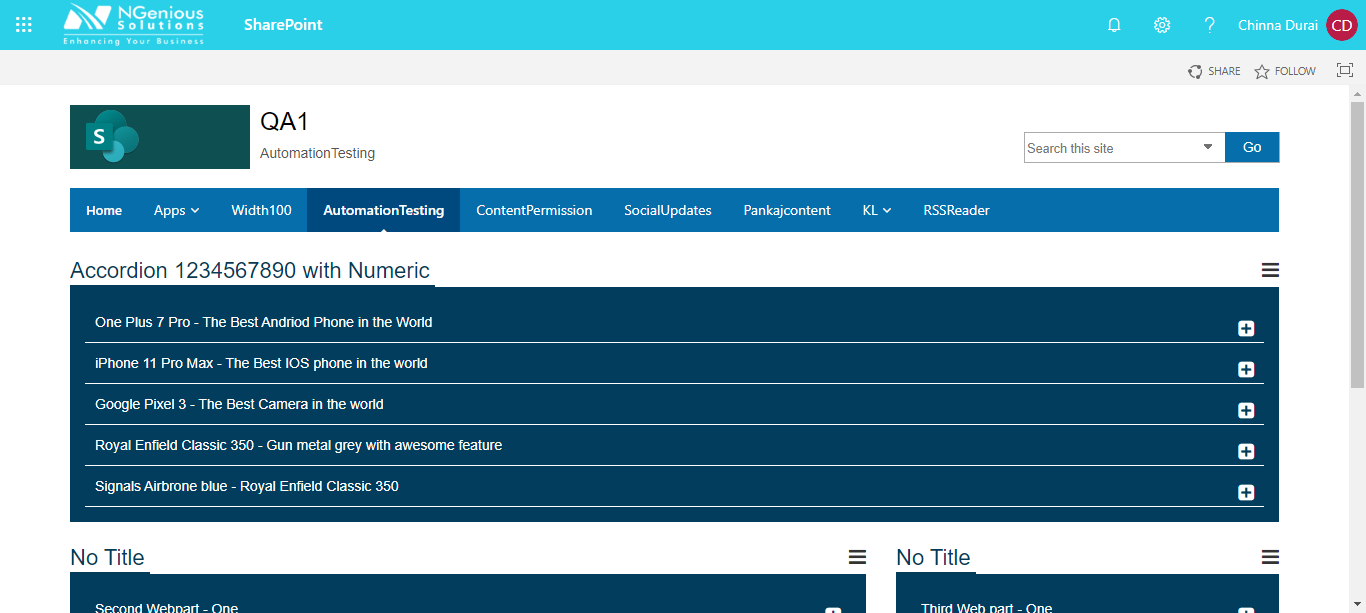 NGenious
Solutions
Enhancing Your Business
SharePoint
Chinna Durai CD
SHARE FOLLOW
S
QA1
AutomationTesting
Search this site Go
Home Apps Width100 AutomationTesting ContentPermission SocialUpdates Pankajcontent KL RSSReader
Accordion 1234567890 with Numeric
One Plus 7 Pro - The Best Andriod Phone in the World
iPhone 11 Pro Max - The Best IOS phone in the world
Google Pixel 3 - The Best Camera in the world
Royal Enfield Classic 350 - Gun metal grey with awesome feature
Signals Airbrone blue - Royal Enfield Classic 350
No Title
Second Webpart - One
No Title
Third Web part - One